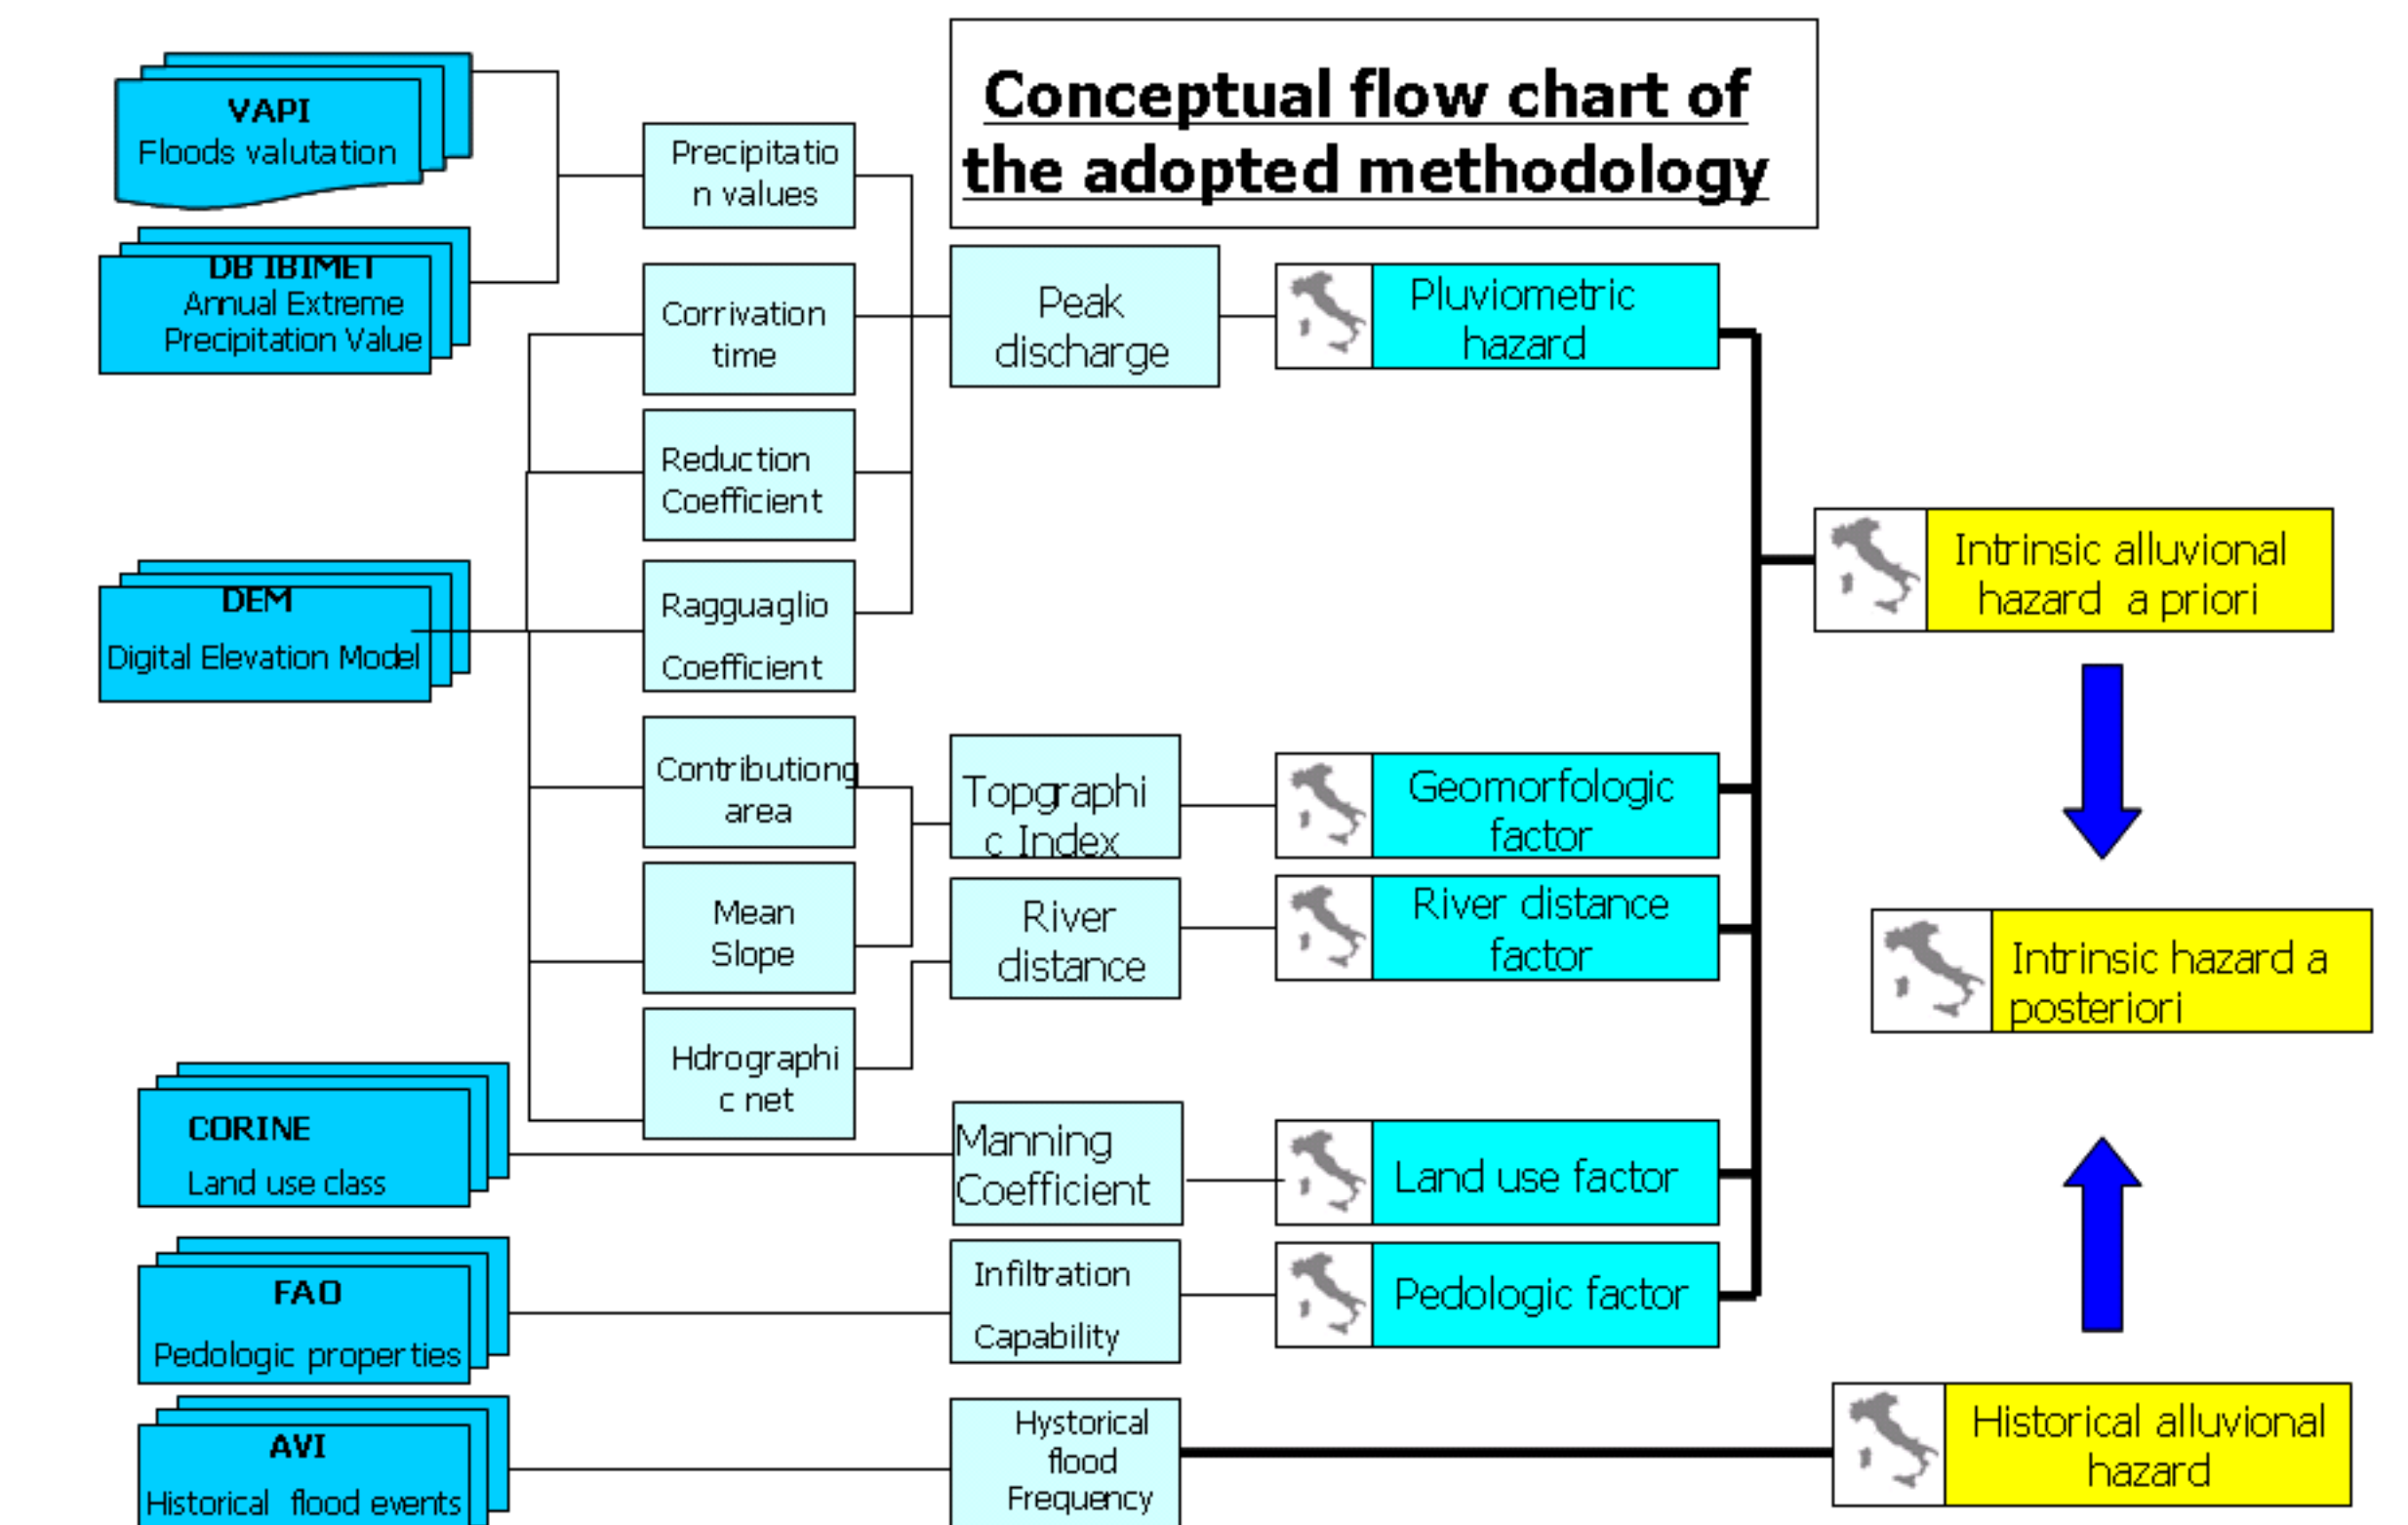 Conceptual flow chart of
the adopted methodology
VAPI
Floods valutation
DB IBIMET
Annual Extreme
Precipitation Value
DEM
Digital Elevation Model
CORINE
Land use class
FAO
Pedologic properties
AVI
Historical flood events
Precipitatio
n values
Corrivation
time
Reduction
Coefficient
Ragguaglio
Coefficient
Contributiong
area
Mean
Slope
Hdrographi
c net
Peak
discharge
Topgraphi
c Index
River
distance
Manning
Coefficient
Infiltration
Capability
Hystorical
flood
Frequency
Pluviometric
hazard
Geomorfologic
factor
River distance
factor
Land use factor
Pedologic factor
Intrinsic alluvional
hazard a priori
Intrinsic hazard a
posteriori
Historical alluvional
hazard